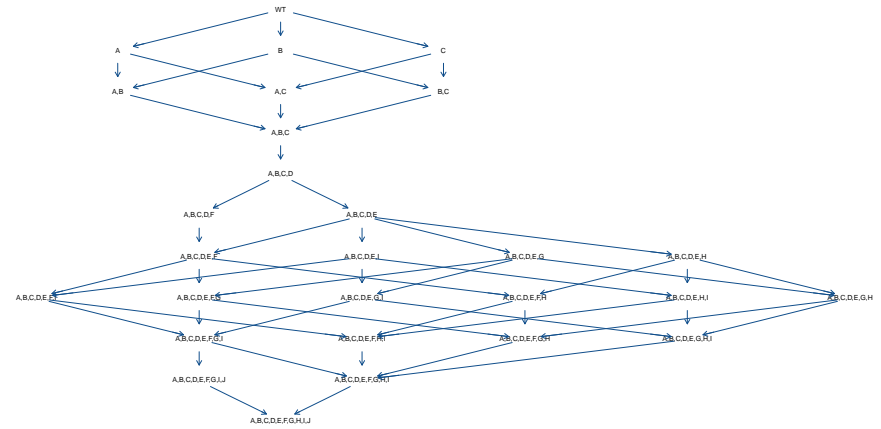 WT
A B C
A,B A,C B,C
A,B,C
A,B,C,D
A,B,C,D,F A,B,C,D,E
A,B,C,D,E,F A,B,C,D,E,I A,B,C,D,E,G A,B,C,D,E,H
A,B,C,D,E,F,I A,B,C,D,E,F,G A,B,C,D,E,G,I A,B,C,D,E,F,H A,B,C,D,E,H,I A,B,C,D,E,G,H
A,B,C,D,E,F,G,I A,B,C,D,E,F,H,I A,B,C,D,E,F,G,H A,B,C,D,E,G,H,I
A,B,C,D,E,F,G,I,J A,B,C,D,E,F,G,H,I
A,B,C,D,E,F,G,H,I,J